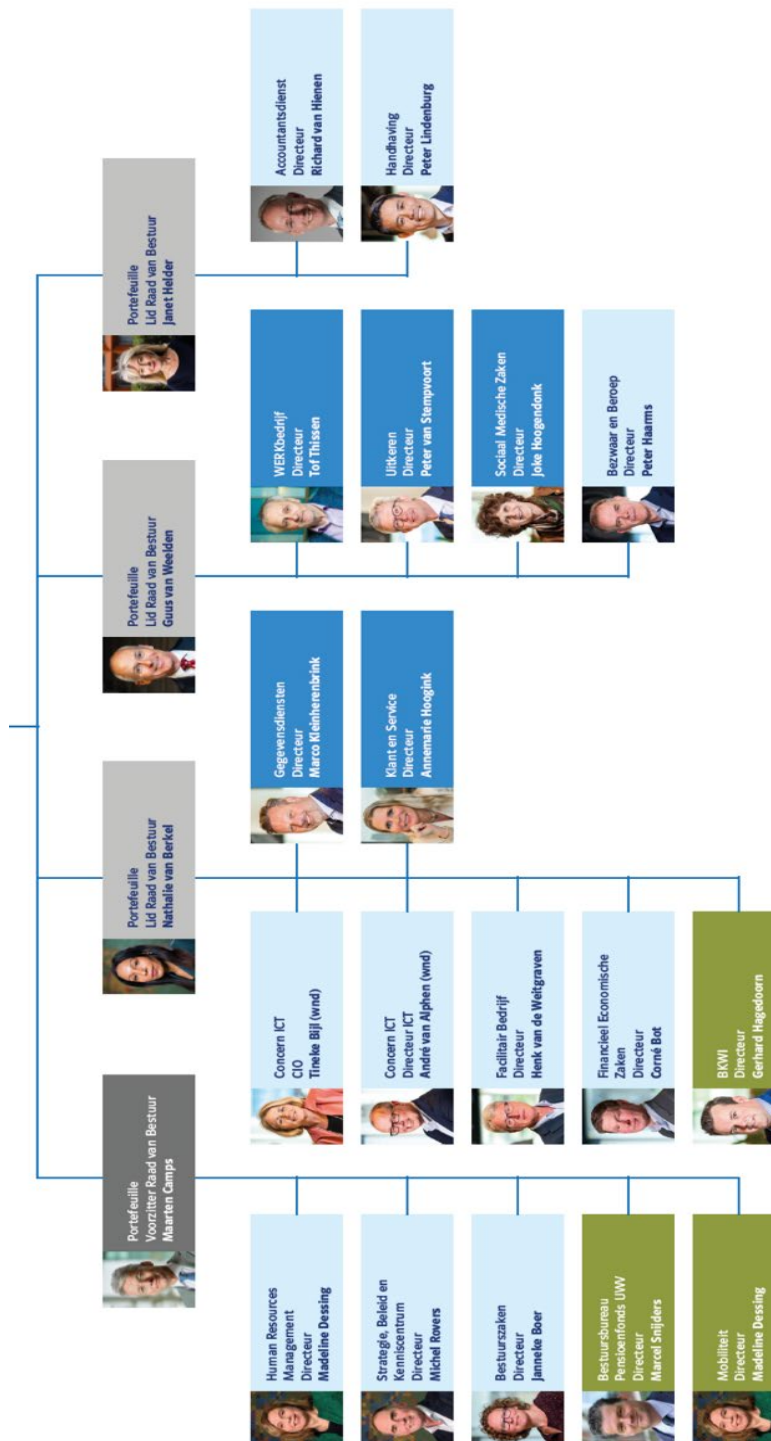 Portefeuille
Voorzitter Raad van Bestuur
Maarten Camps
Human Resources
Management
Directeur
Madeline Dessing
Strategie, Beleid en
Kenniscentrum
Directeur
Michel Rovers
Bestuurszaken
Directeur
Janneke Boer
Bestuursbureau
Pensioenfonds UWV
Directeur
Marcel Snijders
Mobiliteit
Directeur
Madeline Dessing
Portefeuille
Lid Raad van Bestuur
Nathalie van Berkel
Concern ICT
CIO
Tineke Bijl (wnd)
Concern ICT
Directeur ICT
André van Alphen (wnd)
Facilitair Bedrijf
Directeur
Henk van de Weitgraven
Financieel Economische
Zaken
Directeur
Corné Bot
BKWI
Directeur
Gerhard Hagedoorn
Gegevensdiensten
Directeur
Marco Kleinherenbrink
Klant en Service
Directeur
Annemarie Hoogink
Portefeuille
Lid Raad van Bestuur
Guus van Weelden
WERKbedrijf
Directeur
Tof Thissen
Uitkeren
Directeur
Peter van Stempvoort
Sociaal Medische Zaken
Directeur
Joke Hoogendonk
Bezwaar en Beroep
Directeur
Peter Haarms
Portefeuille
Lid Raad van Bestuur
Janet Helder
Accountantsdienst
Directeur
Richard van Hienen
Handhaving
Directeur
Peter Lindenburg